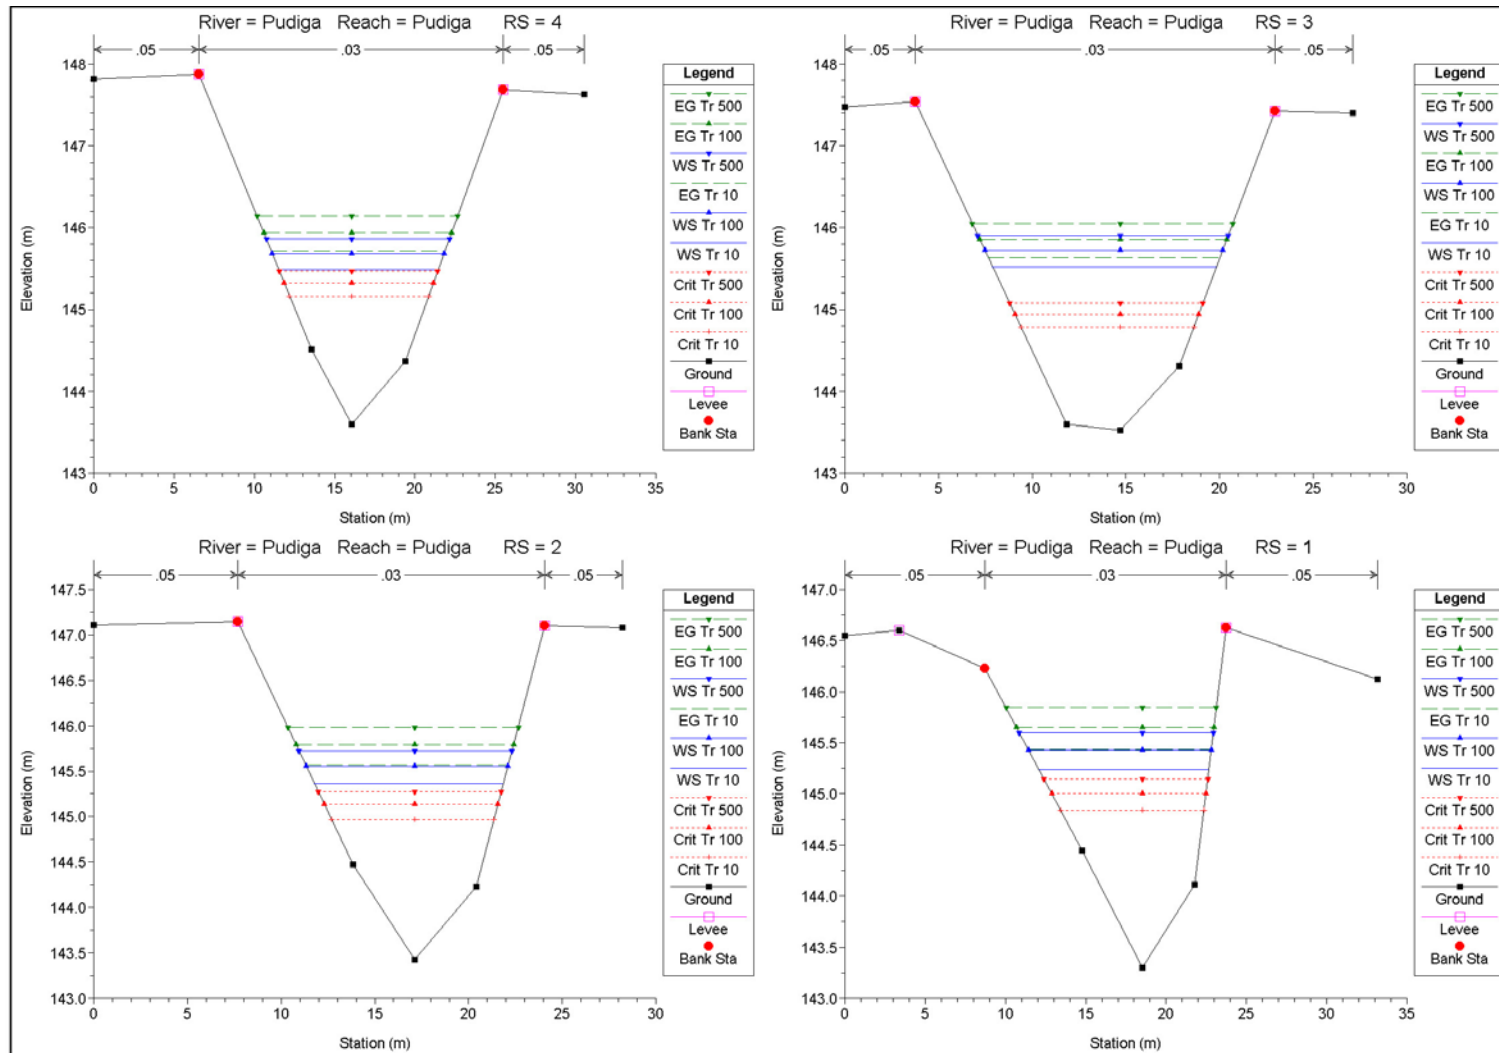 River = Pudiga Reach = Pudiga RS = 4
.05 .03 .05
148
147
146
145
144
143
Elevation (m)
0 5 10 15 20 25 30 35
Station (m)
Legend
EG Tr 500
EG Tr 100
WS Tr 500
EG Tr 10
WS Tr 100
WS Tr 10
Crit Tr 500
Crit Tr 100
Crit Tr 10
Ground
Levee
Bank Sta
River = Pudiga Reach = Pudiga RS = 3
.05 .03 .05
148
147
146
145
144
143
Elevation (m)
0 5 10 15 20 25 30
Station (m)
Legend
EG Tr 500
WS Tr 500
EG Tr 100
WS Tr 100
EG Tr 10
WS Tr 10
Crit Tr 500
Crit Tr 100
Crit Tr 10
Ground
Levee
Bank Sta
River = Pudiga Reach = Pudiga RS = 2
.05 .03 .05
147.5
147.0
146.5
146.0
145.5
145.0
144.5
144.0
143.5
143.0
Elevation (m)
0 5 10 15 20 25 30
Station (m)
Legend
EG Tr 500
EG Tr 100
WS Tr 500
EG Tr 10
WS Tr 100
WS Tr 10
Crit Tr 500
Crit Tr 100
Crit Tr 10
Ground
Levee
Bank Sta
River = Pudiga Reach = Pudiga RS = 1
.05 .03 .05
147.0
146.5
146.0
145.5
145.0
144.5
144.0
143.5
143.0
Elevation (m)
0 5 10 15 20 25 30 35
Station (m)
Legend
EG Tr 500
EG Tr 100
WS Tr 500
EG Tr 10
WS Tr 100
WS Tr 10
Crit Tr 500
Crit Tr 100
Crit Tr 10
Ground
Levee
Bank Sta